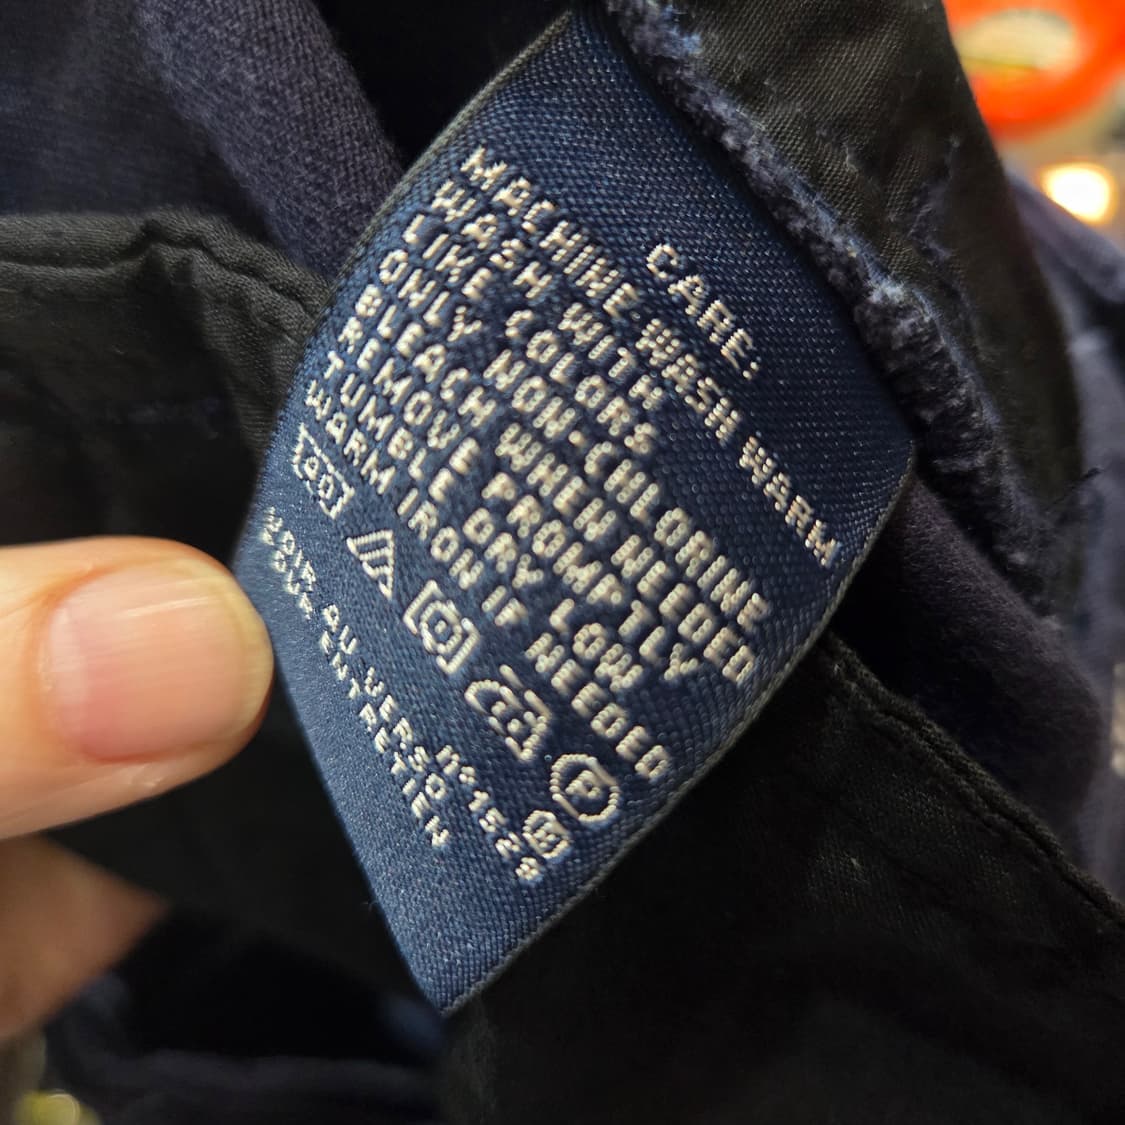 CARE:
MACHINE WASH WARM
WASH WITH
LIKE COLORS
ONLY NON-CHLORINE
BLEACH WHEN NEEDED
REMOVE PROMPTLY
TUMBLE DRY LOW
WARM IRON IF NEEDED
40
P
VOIR AU VERSO
POUR ENTRETIEN